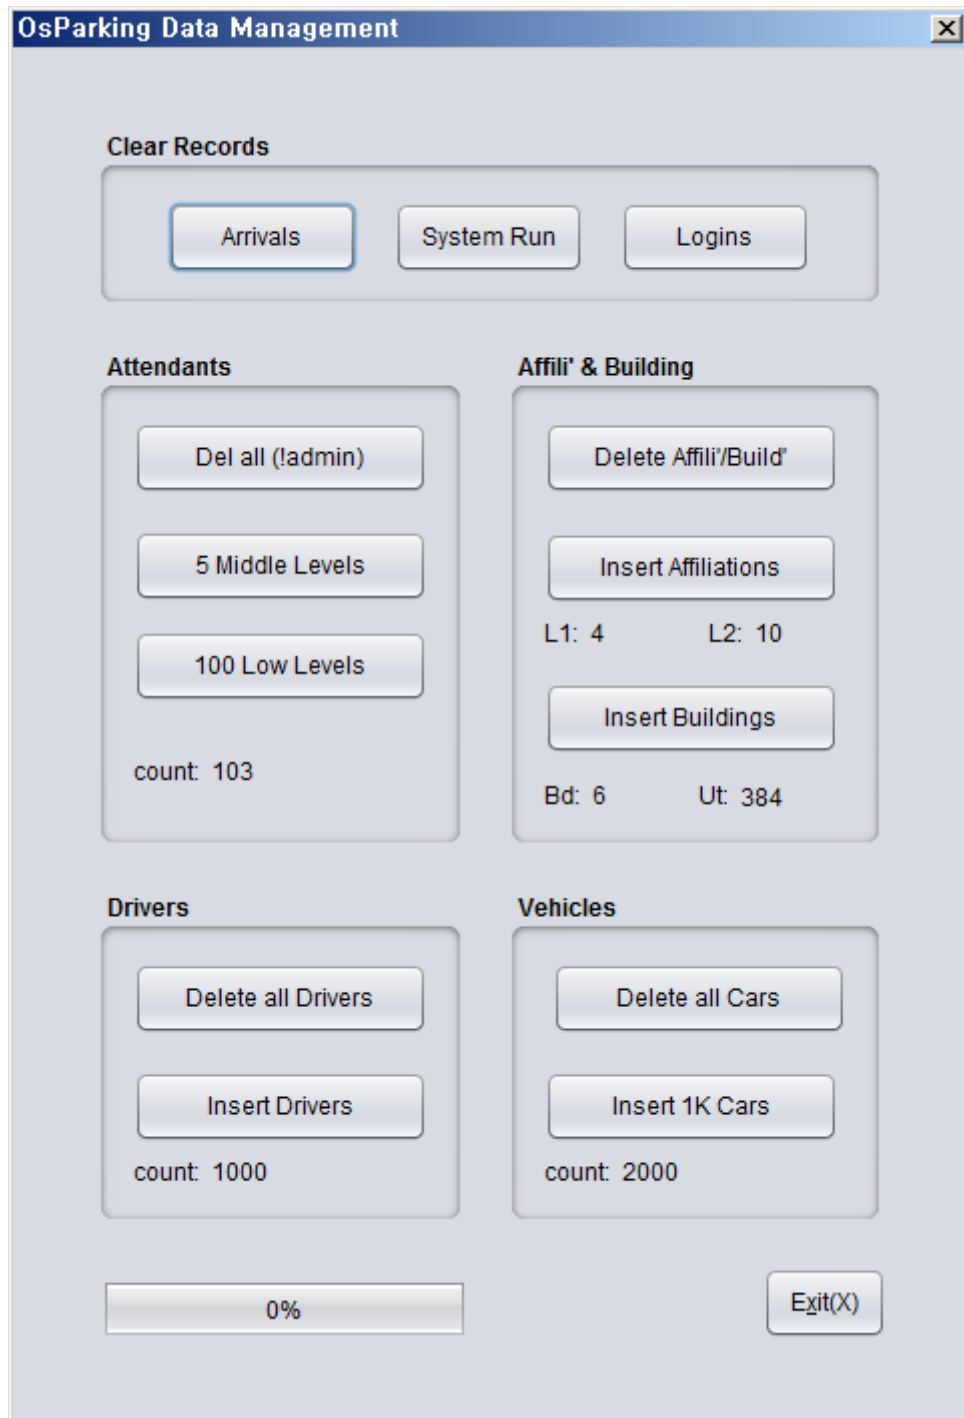 OsParking Data Management
Clear Records
Arrivals System Run Logins
Attendants
Del all (!admin)
5 Middle Levels
100 Low Levels
count: 103
Affili' & Building
Delete Affili'/Build'
Insert Affiliations
L1: 4 L2: 10
Insert Buildings
Bd: 6 Ut: 384
Drivers
Delete all Drivers
Insert Drivers
count: 1000
Vehicles
Delete all Cars
Insert 1K Cars
count: 2000
0%
Exit(X)